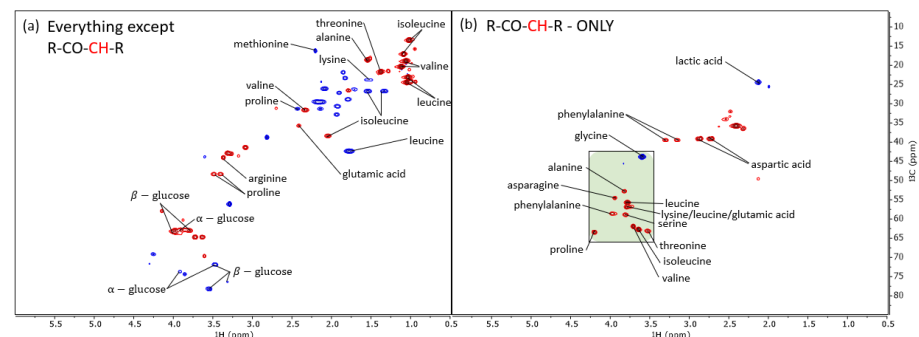 (a) Everything except
R-CO-CH-R
methionine
threonine
alanine
lysine
isoleucine
valine
leucine
valine
proline
isoleucine
leucine
glutamic acid
arginine
proline
β − glucose
α − glucose
β − glucose
α − glucose
5.5 5.0 4.5 4.0 3.5 3.0 2.5 2.0 1.5 1.0 0.5
1H (ppm)
(b) R-CO-CH-R - ONLY
lactic acid
phenylalanine
glycine
aspartic acid
alanine
asparagine
phenylalanine
leucine
lysine/leucine/glutamic acid
serine
proline
threonine
isoleucine
valine
5.5 5.0 4.5 4.0 3.5 3.0 2.5 2.0 1.5 1.0 0.5
1H (ppm)
10
15
20
25
30
35
40
45
50
55
60
65
70
75
80
13C (ppm)